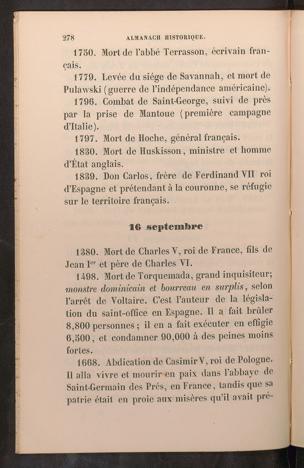 278 ALMANACH HISTORIQUE.
1750. Mort de l'abbé Terrasson, écrivain fran-
çais.
1779. Levée du siége de Savannah, et mort de
Pulawski (guerre de l'indépendance américaine).
1796. Combat de Saint-George, suivi de près
par la prise de Mantoue (première campagne
d'Italie).
1797. Mort de Hoche, général français.
1830. Mort de Huskisson, ministre et homme
d'État anglais.
1839. Don Carlos, frère de Ferdinand VII roi
d'Espagne et prétendant à la couronne, se réfugie
sur le territoire français.
16 septembre
1380. Mort de Charles V, roi de France, fils de
Jean Ier et père de Charles VI.
1498. Mort de Torquemada, grand inquisiteur;
monstre dominicain et bourreau en surplis, selon
l'arrêt de Voltaire. C'est l'auteur de la législa-
tion du saint-office en Espagne. Il a fait brûler
8,800 personnes; il en a fait exécuter en effigie
6,500, et condamner 90,000 à des peines moins
fortes.
1668. Abdication de Casimir V, roi de Pologne.
Il alla vivre et mourir en paix dans l'abbaye de
Saint-Germain des Prés, en France, tandis que sa
patrie était en proie aux misères qu'il avait pré-